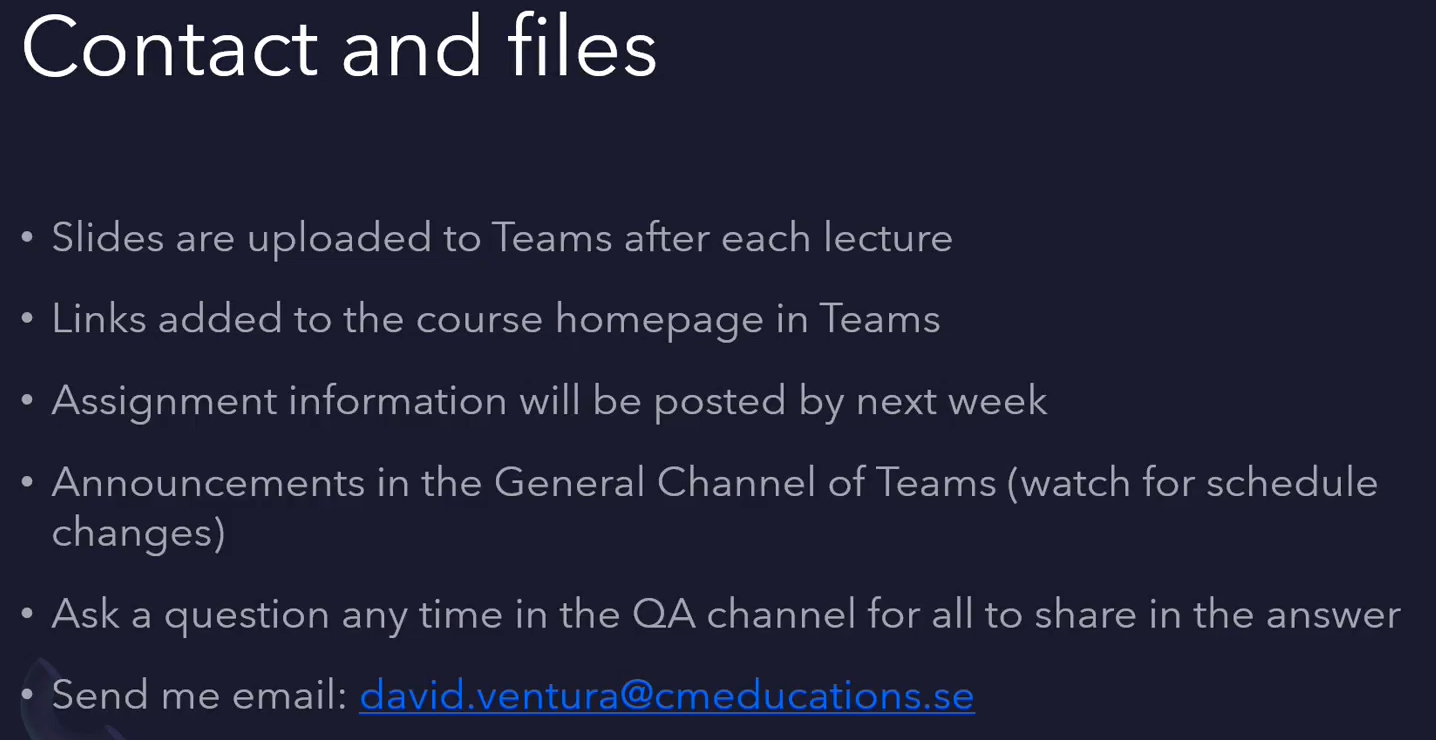 Contact and files
• Slides are uploaded to Teams after each lecture
• Links added to the course homepage in Teams
• Assignment information will be posted by next week
• Announcements in the General Channel of Teams (watch for schedule
changes)
• Ask a question any time in the QA channel for all to share in the answer
• Send me email: david.ventura@cmeducations.se